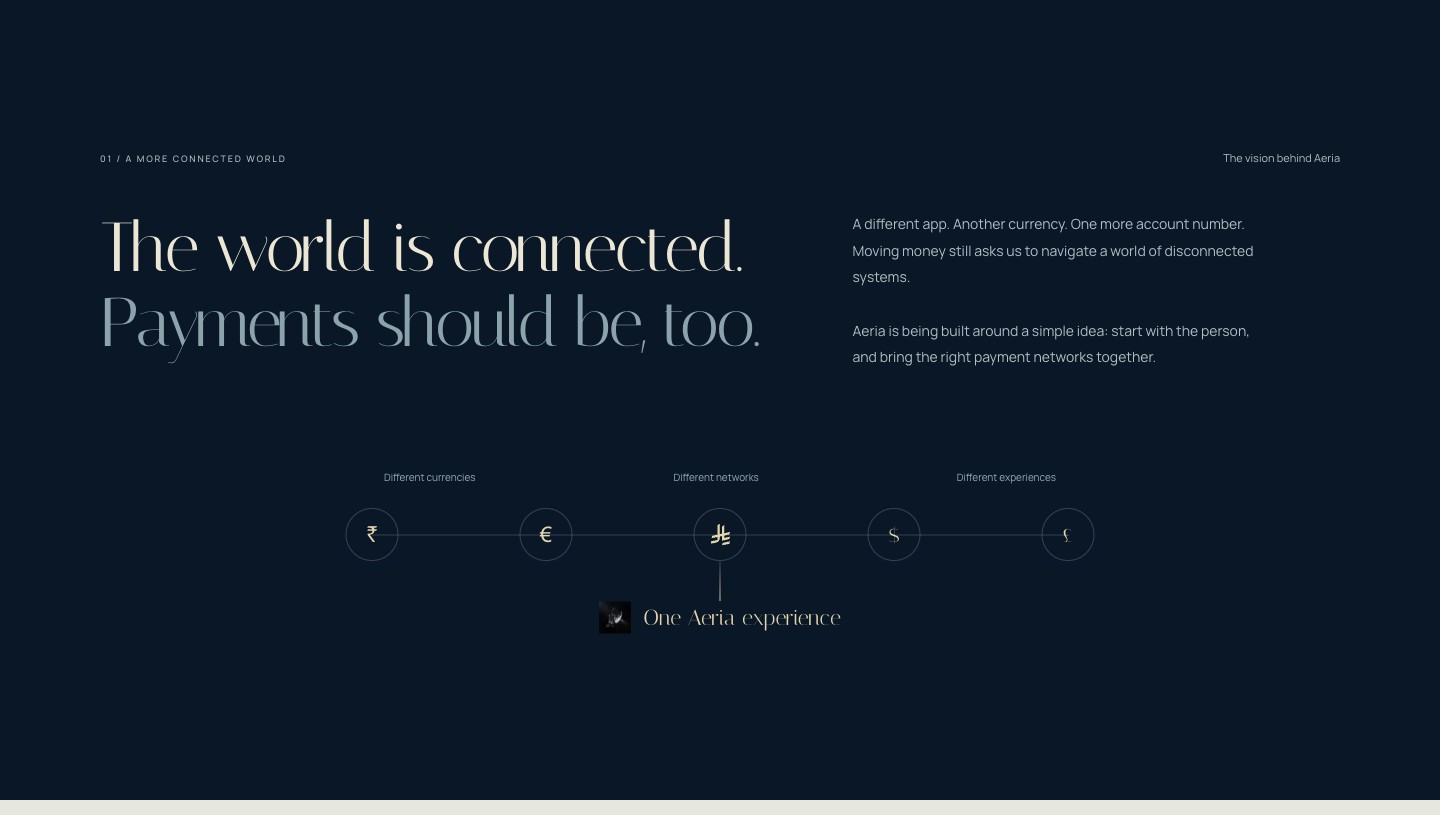 01 / A MORE CONNECTED WORLD
The vision behind Aeria
The world is connected.
Payments should be, too.
A different app. Another currency. One more account number.
Moving money still asks us to navigate a world of disconnected
systems.
Aeria is being built around a simple idea: start with the person,
and bring the right payment networks together.
Different currencies
Different networks
Different experiences
₹ € ⃁ $ £
One Aeria experience